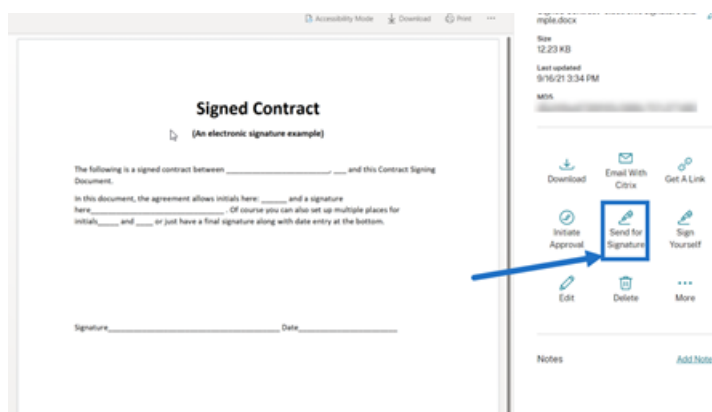 Accessibility Mode Download Print ...
Signed Contract
(An electronic signature example)
The following is a signed contract between ____________________, ___ and this Contract Signing
Document.
In this document, the agreement allows initials here: ______ and a signature
here__________________________ . Of course you can also set up multiple places for
initials_____ and ____ or just have a final signature along with date entry at the bottom.
Signature__________________________________ Date____________________
mple.docx
Size
12.23 KB
Last updated
9/16/21 3:34 PM
MD5
Download
Email With
Citrix
Get A Link
Initiate
Approval
Send for
Signature
Sign
Yourself
Edit
Delete
More
Notes
Add Note